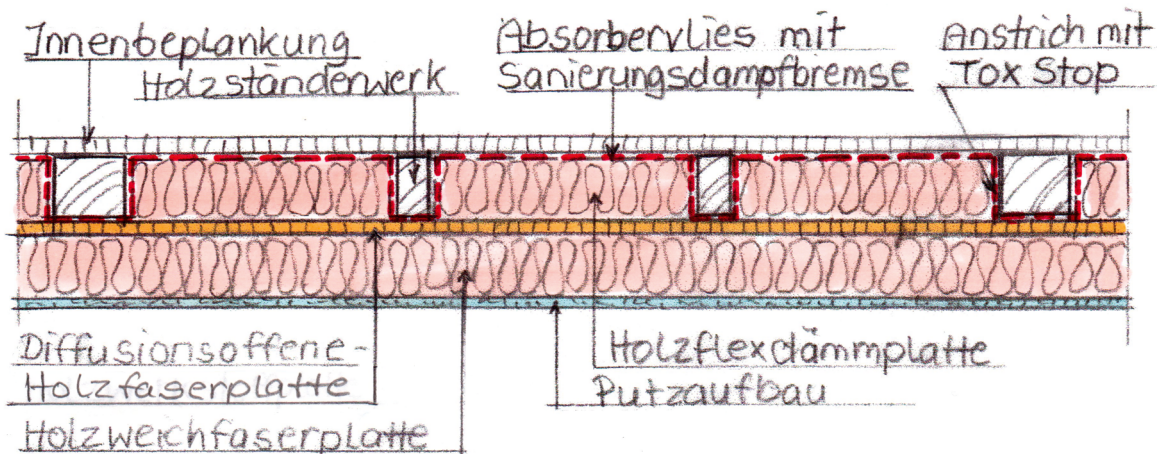 Innenbeplankung
Holzständerwerk
Absorbervlies mit
Sanierungsdampfbremse
Anstrich mit
Tox Stop
Diffusionsoffene-
Holzfaserplatte
Holzweichfaserplatte
Holzflexdämmplatte
Putzaufbau